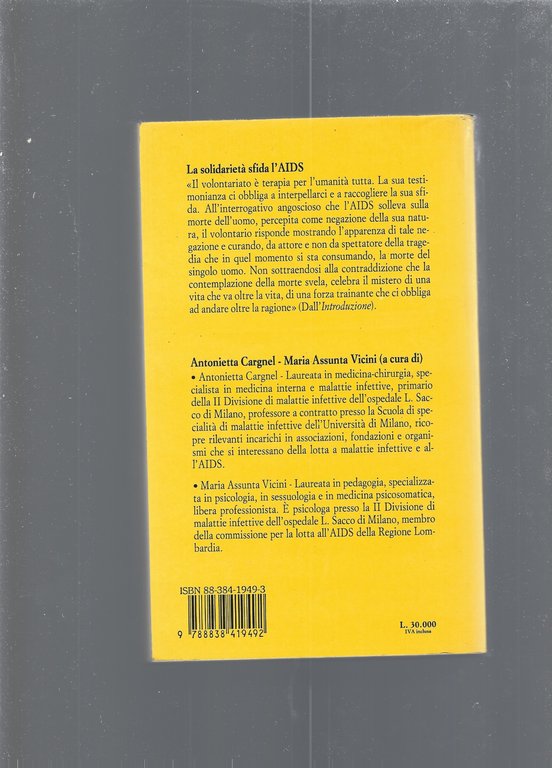 La solidarietà sfida l'AIDS
«Il volontariato è terapia per l'umanità tutta. La sua testi-
monianza ci obbliga a interpellarci e a raccogliere la sua sfi-
da. All'interrogativo angoscioso che l'AIDS solleva sulla
morte dell'uomo, percepita come negazione della sua natu-
ra, il volontario risponde mostrando l'apparenza di tale ne-
gazione e curando, da attore e non da spettatore della trage-
dia che in quel momento si sta consumando, la morte del
singolo uomo. Non sottraendosi alla contraddizione che la
contemplazione della morte svela, celebra il mistero di una
vita che va oltre la vita, di una forza trainante che ci obbliga
ad andare oltre la ragione» (Dall'Introduzione).
Antonietta Cargnel - Maria Assunta Vicini (a cura di)
• Antonietta Cargnel - Laureata in medicina-chirurgia, spe-
cialista in medicina interna e malattie infettive, primario
della II Divisione di malattie infettive dell'ospedale L. Sac-
co di Milano, professore a contratto presso la Scuola di spe-
cialità di malattie infettive dell'Università di Milano, rico-
pre rilevanti incarichi in associazioni, fondazioni e organi-
smi che si interessano della lotta a malattie infettive e al-
l'AIDS.
• Maria Assunta Vicini - Laureata in pedagogia, specializza-
ta in psicologia, in sessuologia e in medicina psicosomatica,
libera professionista. È psicologa presso la II Divisione di
malattie infettive dell'ospedale L. Sacco di Milano, membro
della commissione per la lotta all'AIDS della Regione Lom-
bardia.
ISBN 88-384-1949-3
9 788838 419492
L. 30.000
IVA inclusa